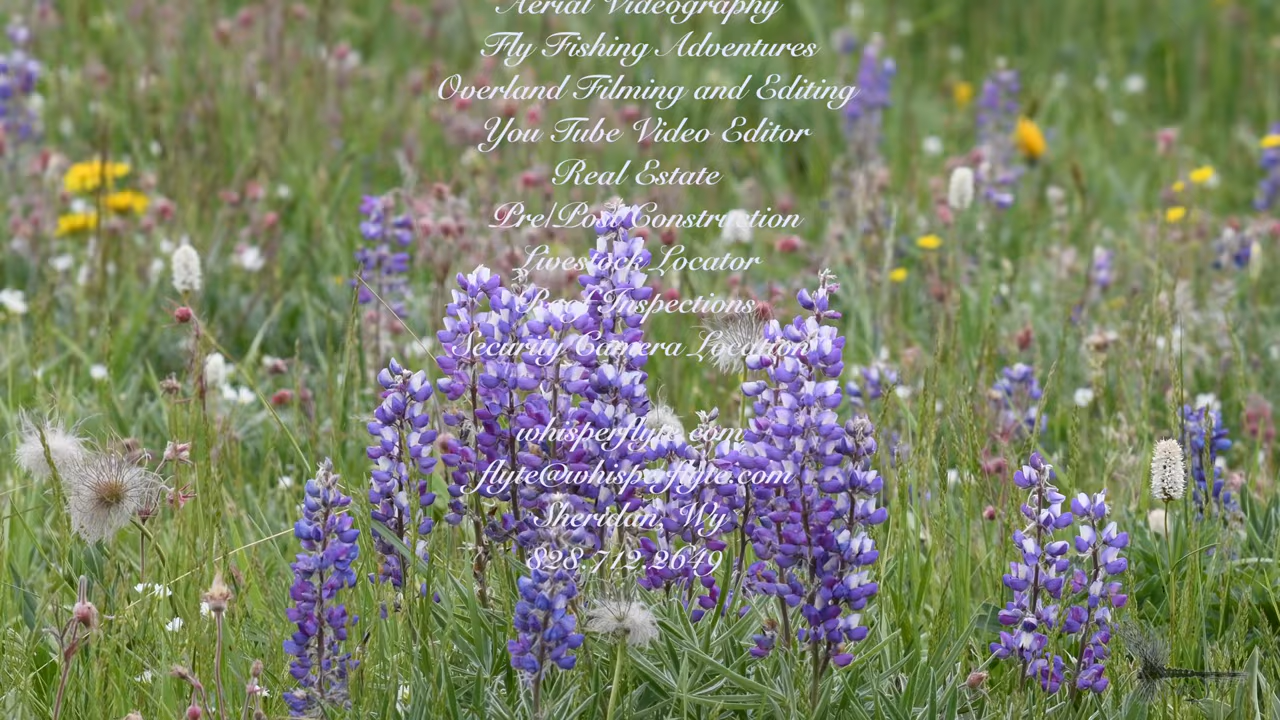 Aerial Videography
Fly Fishing Adventures
Overland Filming and Editing
You Tube Video Editor
Real Estate
Pre/Post Construction
Livestock Locator
Roof Inspections
Security Camera Location
whisperflyte.com
flyte@whisperflyte.com
Sheridan, Wy
828.712.2649